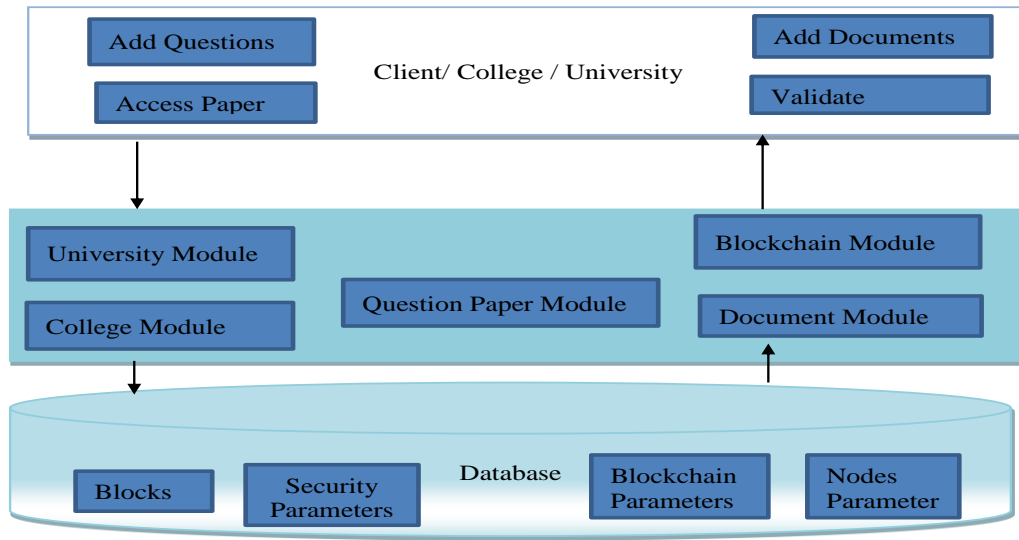 Add Questions
Add Documents
Client/ College / University
Access Paper
Validate
University Module
Blockchain Module
Question Paper Module
College Module
Document Module
Database
Blocks
Security
Parameters
Blockchain
Parameters
Nodes
Parameter